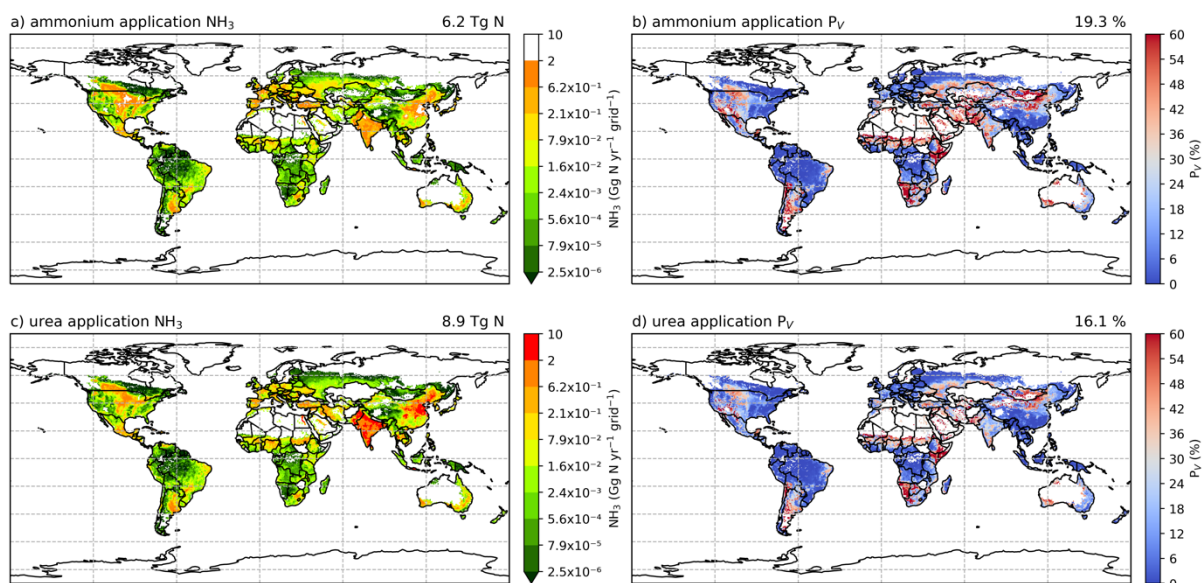 a) ammonium application NH₃ 6.2 Tg N
10
2
6.2x10⁻¹
2.1x10⁻¹
7.9x10⁻²
1.6x10⁻²
2.4x10⁻³
5.6x10⁻⁴
7.9x10⁻⁵
2.5x10⁻⁶
NH₃ (Gg N yr⁻¹ grid⁻¹)
b) ammonium application Pᵥ 19.3 %
60
54
48
42
36
30
24
18
12
6
0
Pᵥ (%)
c) urea application NH₃ 8.9 Tg N
10
2
6.2x10⁻¹
2.1x10⁻¹
7.9x10⁻²
1.6x10⁻²
2.4x10⁻³
5.6x10⁻⁴
7.9x10⁻⁵
2.5x10⁻⁶
NH₃ (Gg N yr⁻¹ grid⁻¹)
d) urea application Pᵥ 16.1 %
60
54
48
42
36
30
24
18
12
6
0
Pᵥ (%)